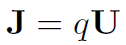 𝐉 = q𝐔